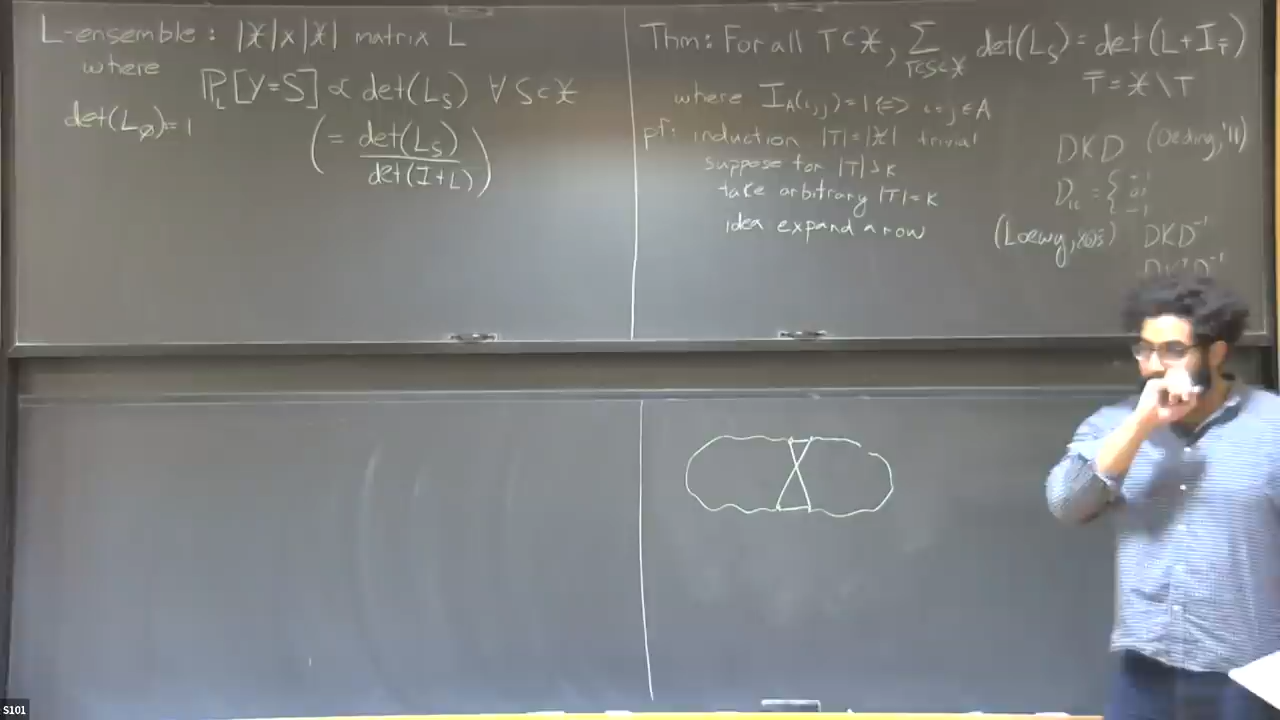 L-ensemble: |𝒳|×|𝒳| matrix L
where
ℙ_L[Y=S] ∝ det(L_S) ∀ S⊂𝒳
det(L_∅)=1
(= det(L_S) / det(I+L))
Thm: For all T⊂𝒳, Σ_{T⊂S⊂𝒳} det(L_S) = det(L+I_T̄)
T̄ = 𝒳\T
where I_A(i,j)=1 ⟺ i=j∈A
pf: induction |T|=|𝒳| trivial
suppose for |T|>k
take arbitrary |T|=k
idea expand a row
DKD (Oeding, '11)
(Loewy, ) DKD⁻¹
S101